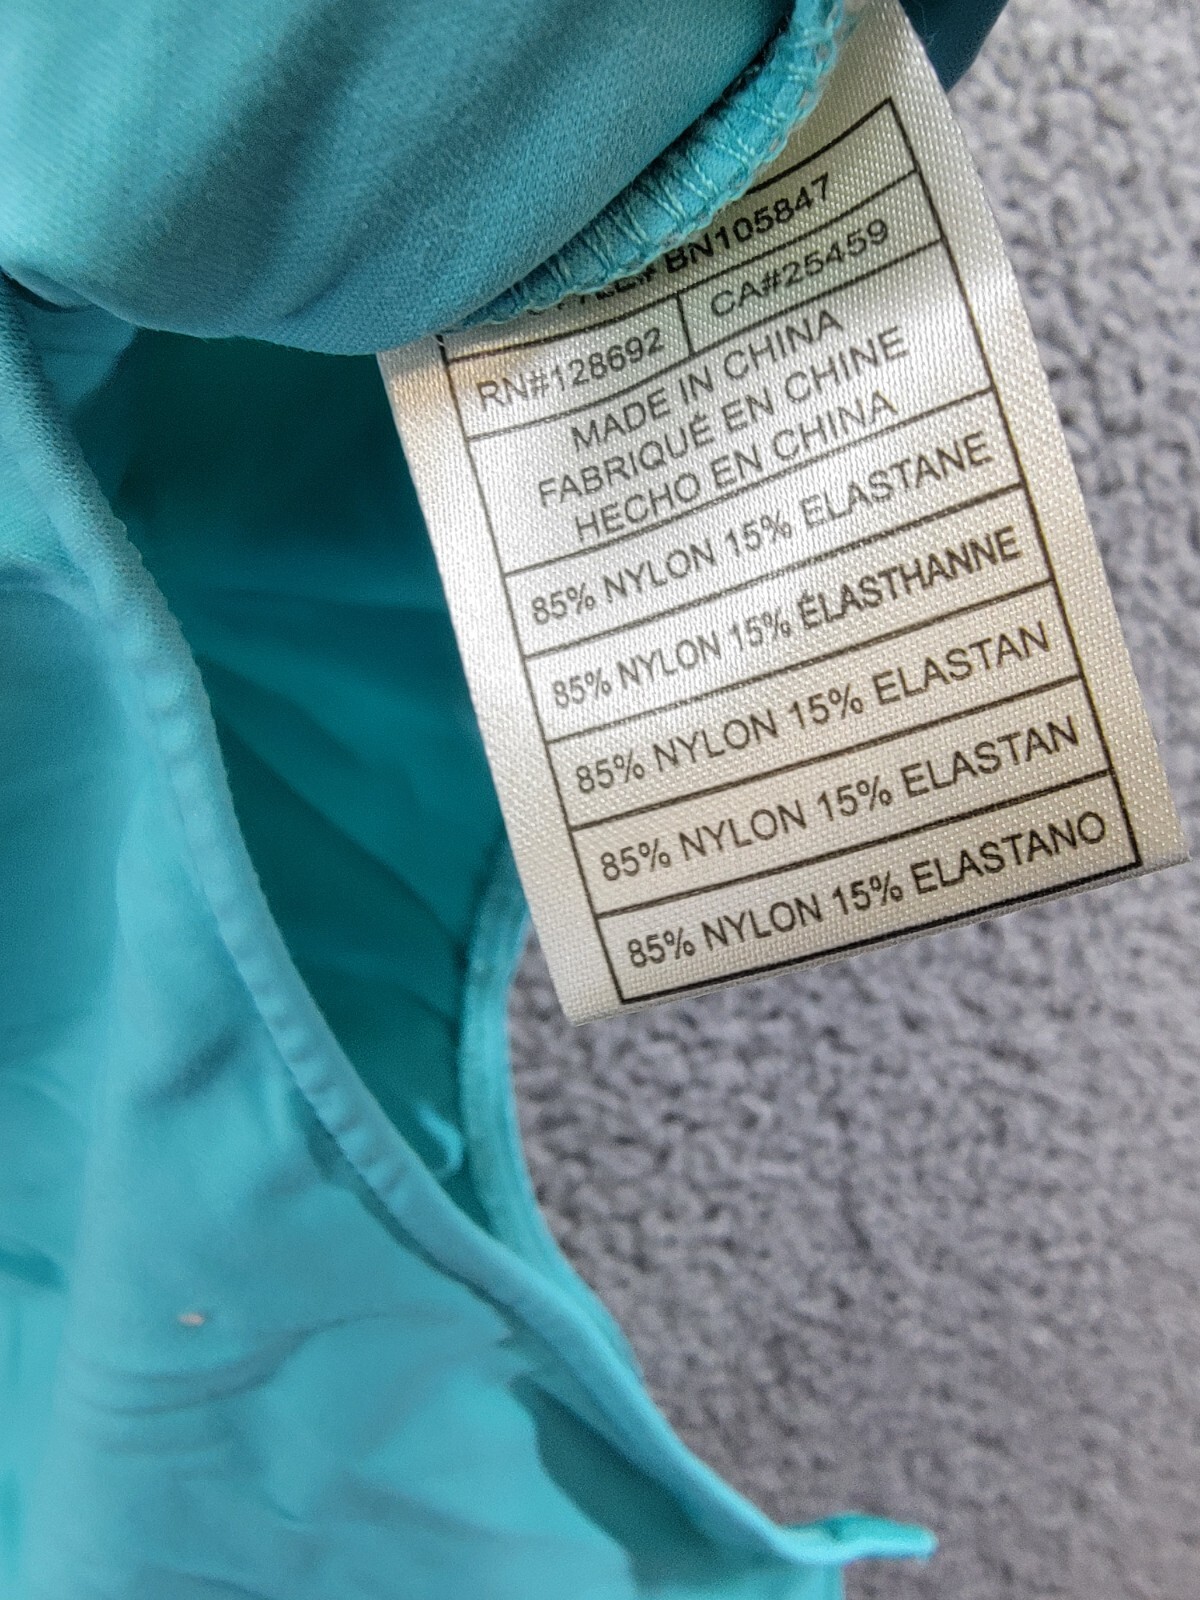 BN105847
RN#128692 CA#25459
MADE IN CHINA
FABRIQUÉ EN CHINE
HECHO EN CHINA
85% NYLON 15% ELASTANE
85% NYLON 15% ÉLASTHANNE
85% NYLON 15% ELASTAN
85% NYLON 15% ELASTAN
85% NYLON 15% ELASTANO